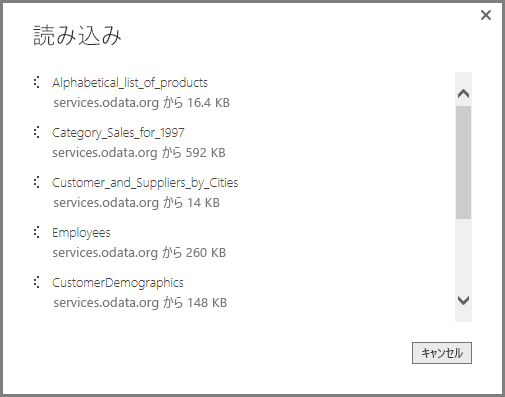 読み込み
Alphabetical_list_of_products
services.odata.org から 16.4 KB
Category_Sales_for_1997
services.odata.org から 592 KB
Customer_and_Suppliers_by_Cities
services.odata.org から 14 KB
Employees
services.odata.org から 260 KB
CustomerDemographics
services.odata.org から 148 KB
キャンセル